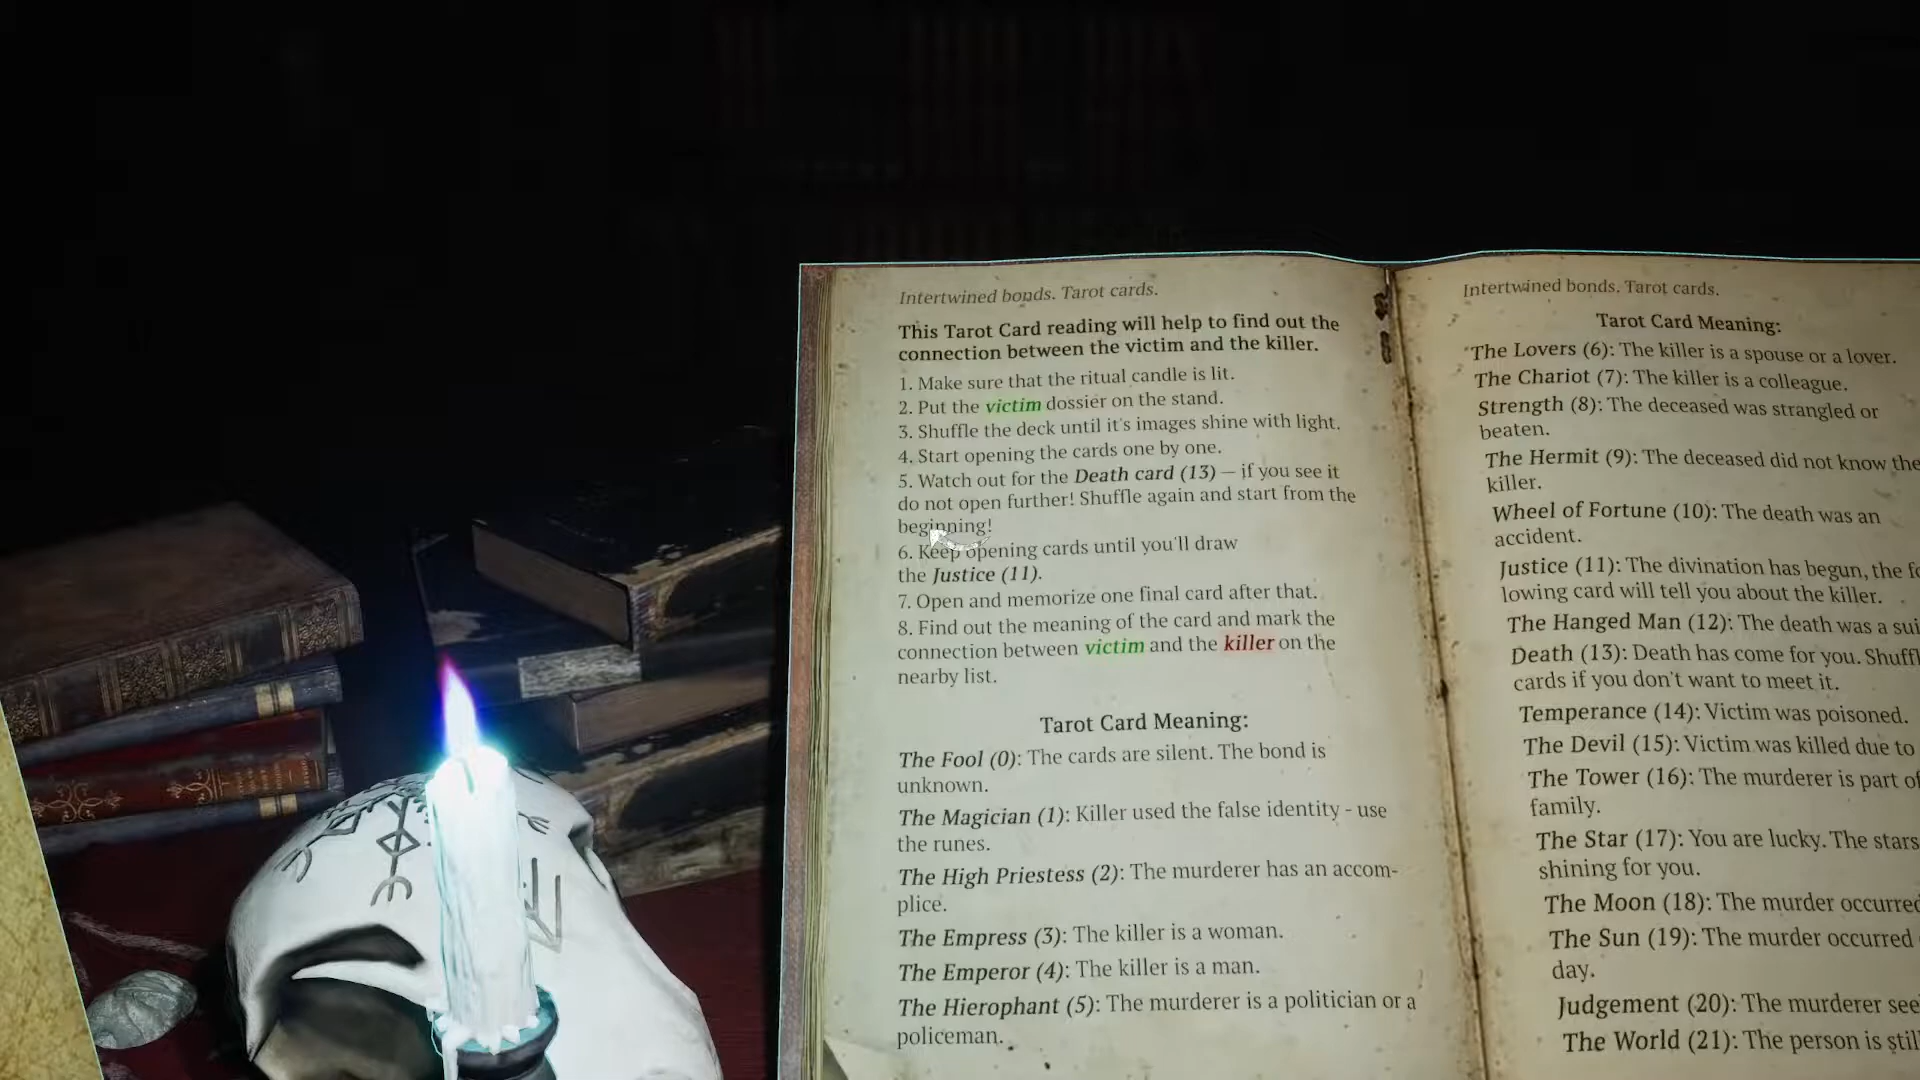 Intertwined bonds. Tarot cards.
This Tarot Card reading will help to find out the
connection between the victim and the killer.
1. Make sure that the ritual candle is lit.
2. Put the victim dossier on the stand.
3. Shuffle the deck until it's images shine with light.
4. Start opening the cards one by one.
5. Watch out for the Death card (13) – if you see it
do not open further! Shuffle again and start from the
beginning!
6. Keep opening cards until you'll draw
the Justice (11).
7. Open and memorize one final card after that.
8. Find out the meaning of the card and mark the
connection between victim and the killer on the
nearby list.
Tarot Card Meaning:
The Fool (0): The cards are silent. The bond is
unknown.
The Magician (1): Killer used the false identity - use
the runes.
The High Priestess (2): The murderer has an accom-
plice.
The Empress (3): The killer is a woman.
The Emperor (4): The killer is a man.
The Hierophant (5): The murderer is a politician or a
policeman.
Intertwined bonds. Tarot cards.
Tarot Card Meaning:
The Lovers (6): The killer is a spouse or a lover.
The Chariot (7): The killer is a colleague.
Strength (8): The deceased was strangled or
beaten.
The Hermit (9): The deceased did not know the
killer.
Wheel of Fortune (10): The death was an
accident.
Justice (11): The divination has begun, the fo
lowing card will tell you about the killer.
The Hanged Man (12): The death was a sui
Death (13): Death has come for you. Shuffl
cards if you don't want to meet it.
Temperance (14): Victim was poisoned.
The Devil (15): Victim was killed due to
The Tower (16): The murderer is part of
family.
The Star (17): You are lucky. The stars
shining for you.
The Moon (18): The murder occurred
The Sun (19): The murder occurred
day.
Judgement (20): The murderer see
The World (21): The person is still